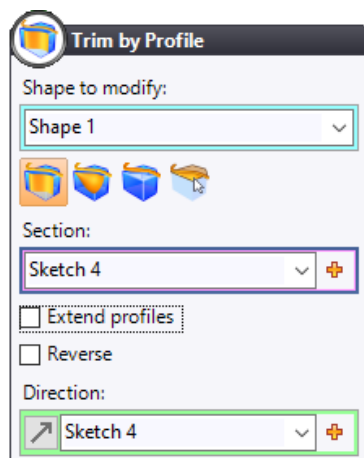 Trim by Profile
Shape to modify:
Shape 1
Section:
Sketch 4
Extend profiles
Reverse
Direction:
Sketch 4